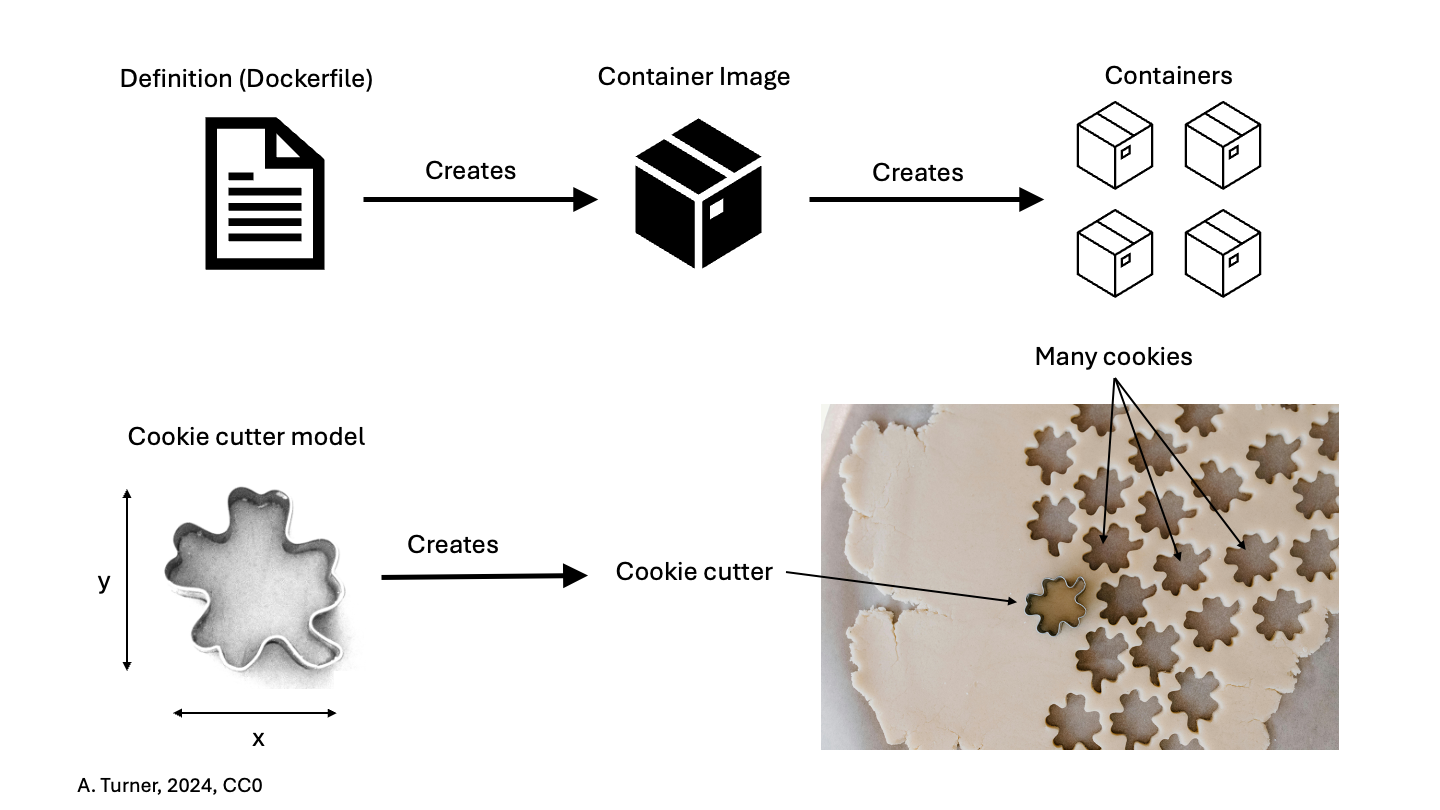 Definition (Dockerfile)
Container Image
Containers
Creates
Creates
Many cookies
Cookie cutter model
y
Creates
Cookie cutter
x
A. Turner, 2024, CC0